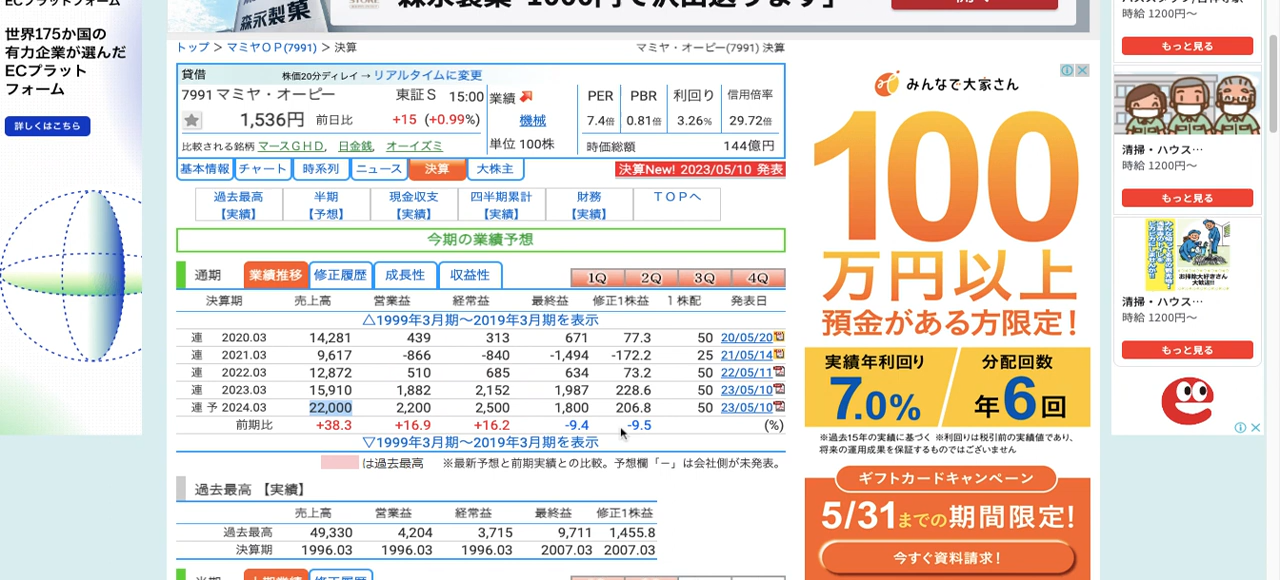 ECプラットフォーム
世界175か国の
有力企業が選んだ
ECプラット
フォーム
詳しくはこちら
森永製菓
トップ > マミヤＯＰ(7991) > 決算
マミヤ・オーピー(7991) 決算
貸借
株価20分ディレイ → リアルタイムに変更
7991 マミヤ・オーピー 東証Ｓ 15:00
1,536円 前日比 +15 (+0.99%)
比較される銘柄 マースＧＨＤ, 日金銭, オーイズミ
業績
機械
単位 100株
PER PBR 利回り 信用倍率
7.4倍 0.81倍 3.26% 29.72倍
時価総額 144億円
基本情報 チャート 時系列 ニュース 決算 大株主
決算New! 2023/05/10 発表
過去最高【実績】
半期【予想】
現金収支【実績】
四半期累計【実績】
財務【実績】
ＴＯＰへ
今期の業績予想
通期 業績推移 修正履歴 成長性 収益性 1Q 2Q 3Q 4Q
決算期 売上高 営業益 経常益 最終益 修正1株益 1株配 発表日
△1999年3月期～2019年3月期を表示
連 2020.03 14,281 439 313 671 77.3 50 20/05/20
連 2021.03 9,617 -866 -840 -1,494 -172.2 25 21/05/14
連 2022.03 12,872 510 685 634 73.2 50 22/05/11
連 2023.03 15,910 1,882 2,152 1,987 228.6 50 23/05/10
連 予 2024.03 22,000 2,200 2,500 1,800 206.8 50 23/05/10
前期比 +38.3 +16.9 +16.2 -9.4 -9.5 (%)
▽1999年3月期～2019年3月期を表示
は過去最高 ※最新予想と前期実績との比較。予想欄「－」は会社側が未発表。
過去最高 【実績】
売上高 営業益 経常益 最終益 修正1株益
過去最高 49,330 4,204 3,715 9,711 1,455.8
決算期 1996.03 1996.03 1996.03 2007.03 2007.03
みんなで大家さん
100
万円以上
預金がある方限定！
実績年利回り
7.0%
分配回数
年6回
※過去15年の実績に基づく ※利回りは税引前の実績値であり、
将来の運用成果を保証するものではございません
ギフトカードキャンペーン
5/31までの期間限定！
今すぐ資料請求！
時給 1200円～
もっと見る
清掃・ハウス…
時給 1200円～
もっと見る
お掃除大好きさん
大歓迎!!!
清掃・ハウス…
時給 1200円～
もっと見る